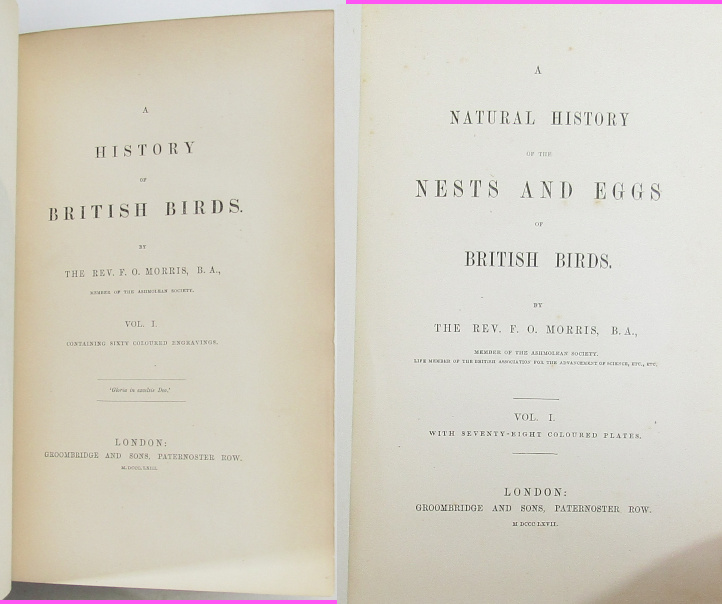 A
HISTORY
OF
BRITISH BIRDS.
BY
THE REV. F. O. MORRIS, B. A.,
MEMBER OF THE ASHMOLEAN SOCIETY.
VOL. I.
CONTAINING SIXTY COLOURED ENGRAVINGS.
'Gloria in excelsis Deo.'
LONDON:
GROOMBRIDGE AND SONS, PATERNOSTER ROW.
A
NATURAL HISTORY
OF THE
NESTS AND EGGS
OF
BRITISH BIRDS.
BY
THE REV. F. O. MORRIS, B.A.,
MEMBER OF THE ASHMOLEAN SOCIETY.
LIFE MEMBER OF THE BRITISH ASSOCIATION FOR THE ADVANCEMENT OF SCIENCE, ETC., ETC.
VOL. I.
WITH SEVENTY-EIGHT COLOURED PLATES.
LONDON:
GROOMBRIDGE AND SONS, PATERNOSTER ROW.
M DCCC LXVII.